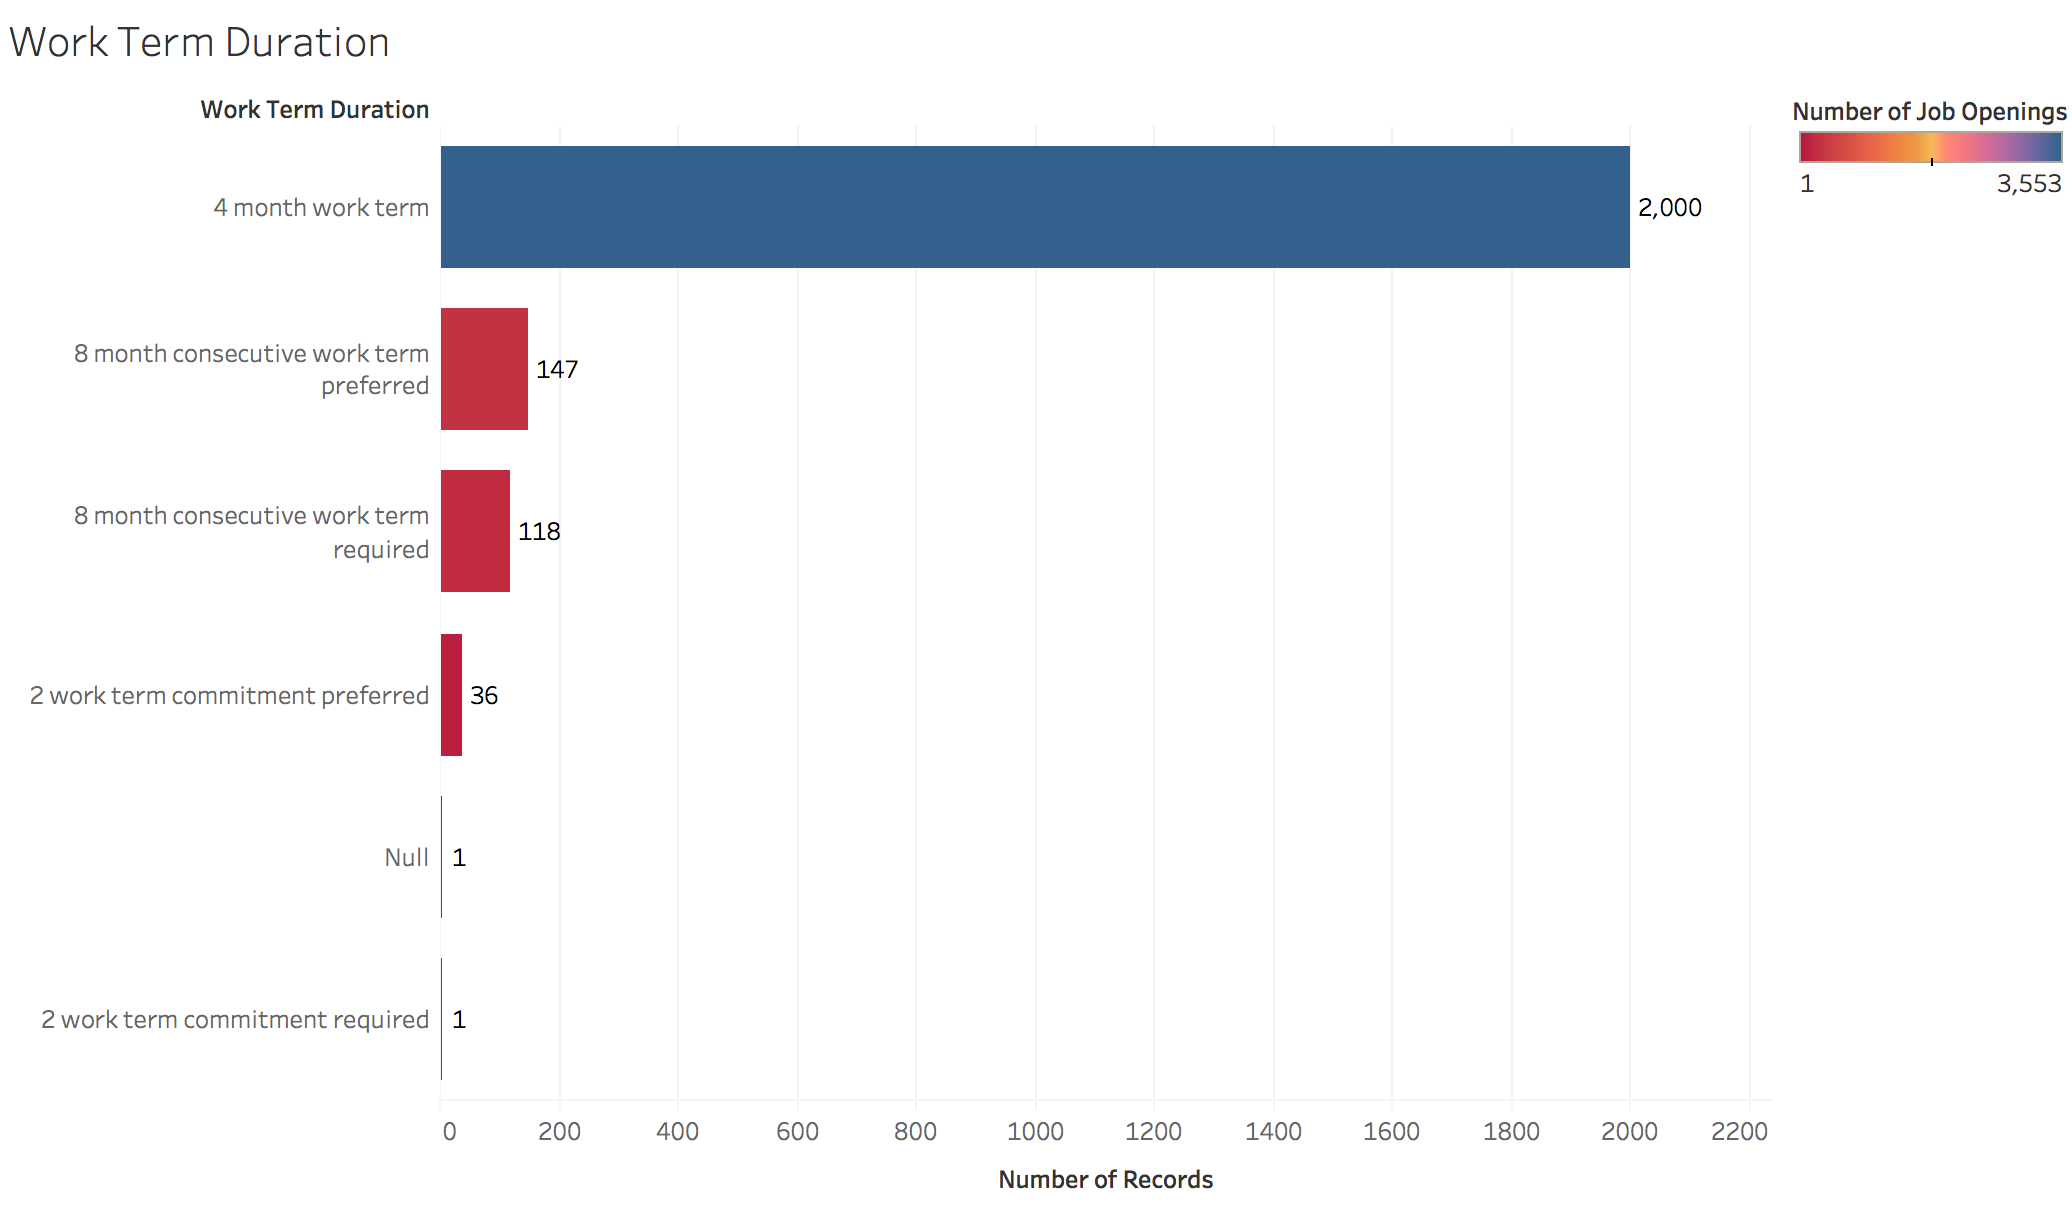 Work Term Duration
Work Term Duration
Number of Job Openings
1 3,553
4 month work term 2,000
8 month consecutive work term
preferred
147
8 month consecutive work term
required
118
2 work term commitment preferred 36
Null 1
2 work term commitment required 1
0 200 400 600 800 1000 1200 1400 1600 1800 2000 2200
Number of Records